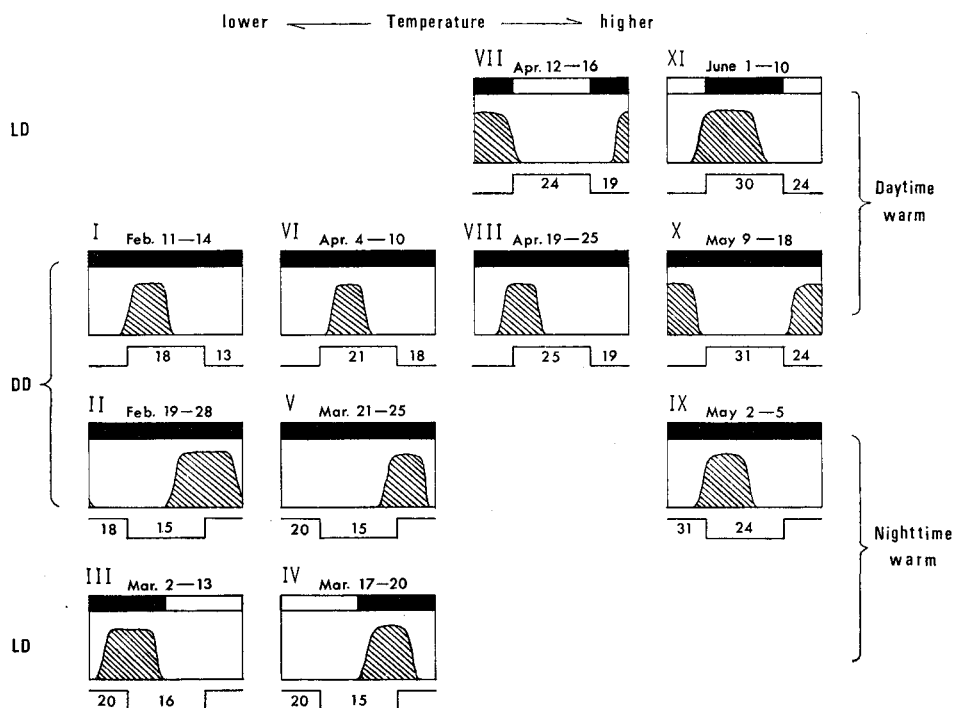 lower ← Temperature → higher
VII Apr. 12—16
XI June 1—10
LD
24 19
30 24
Daytime warm
I Feb. 11—14
VI Apr. 4—10
VIII Apr. 19—25
X May 9—18
18 13
21 18
25 19
31 24
DD
II Feb. 19—28
V Mar. 21—25
IX May 2—5
18 15
20 15
31 24
Nighttime warm
III Mar. 2—13
IV Mar. 17—20
LD
20 16
20 15